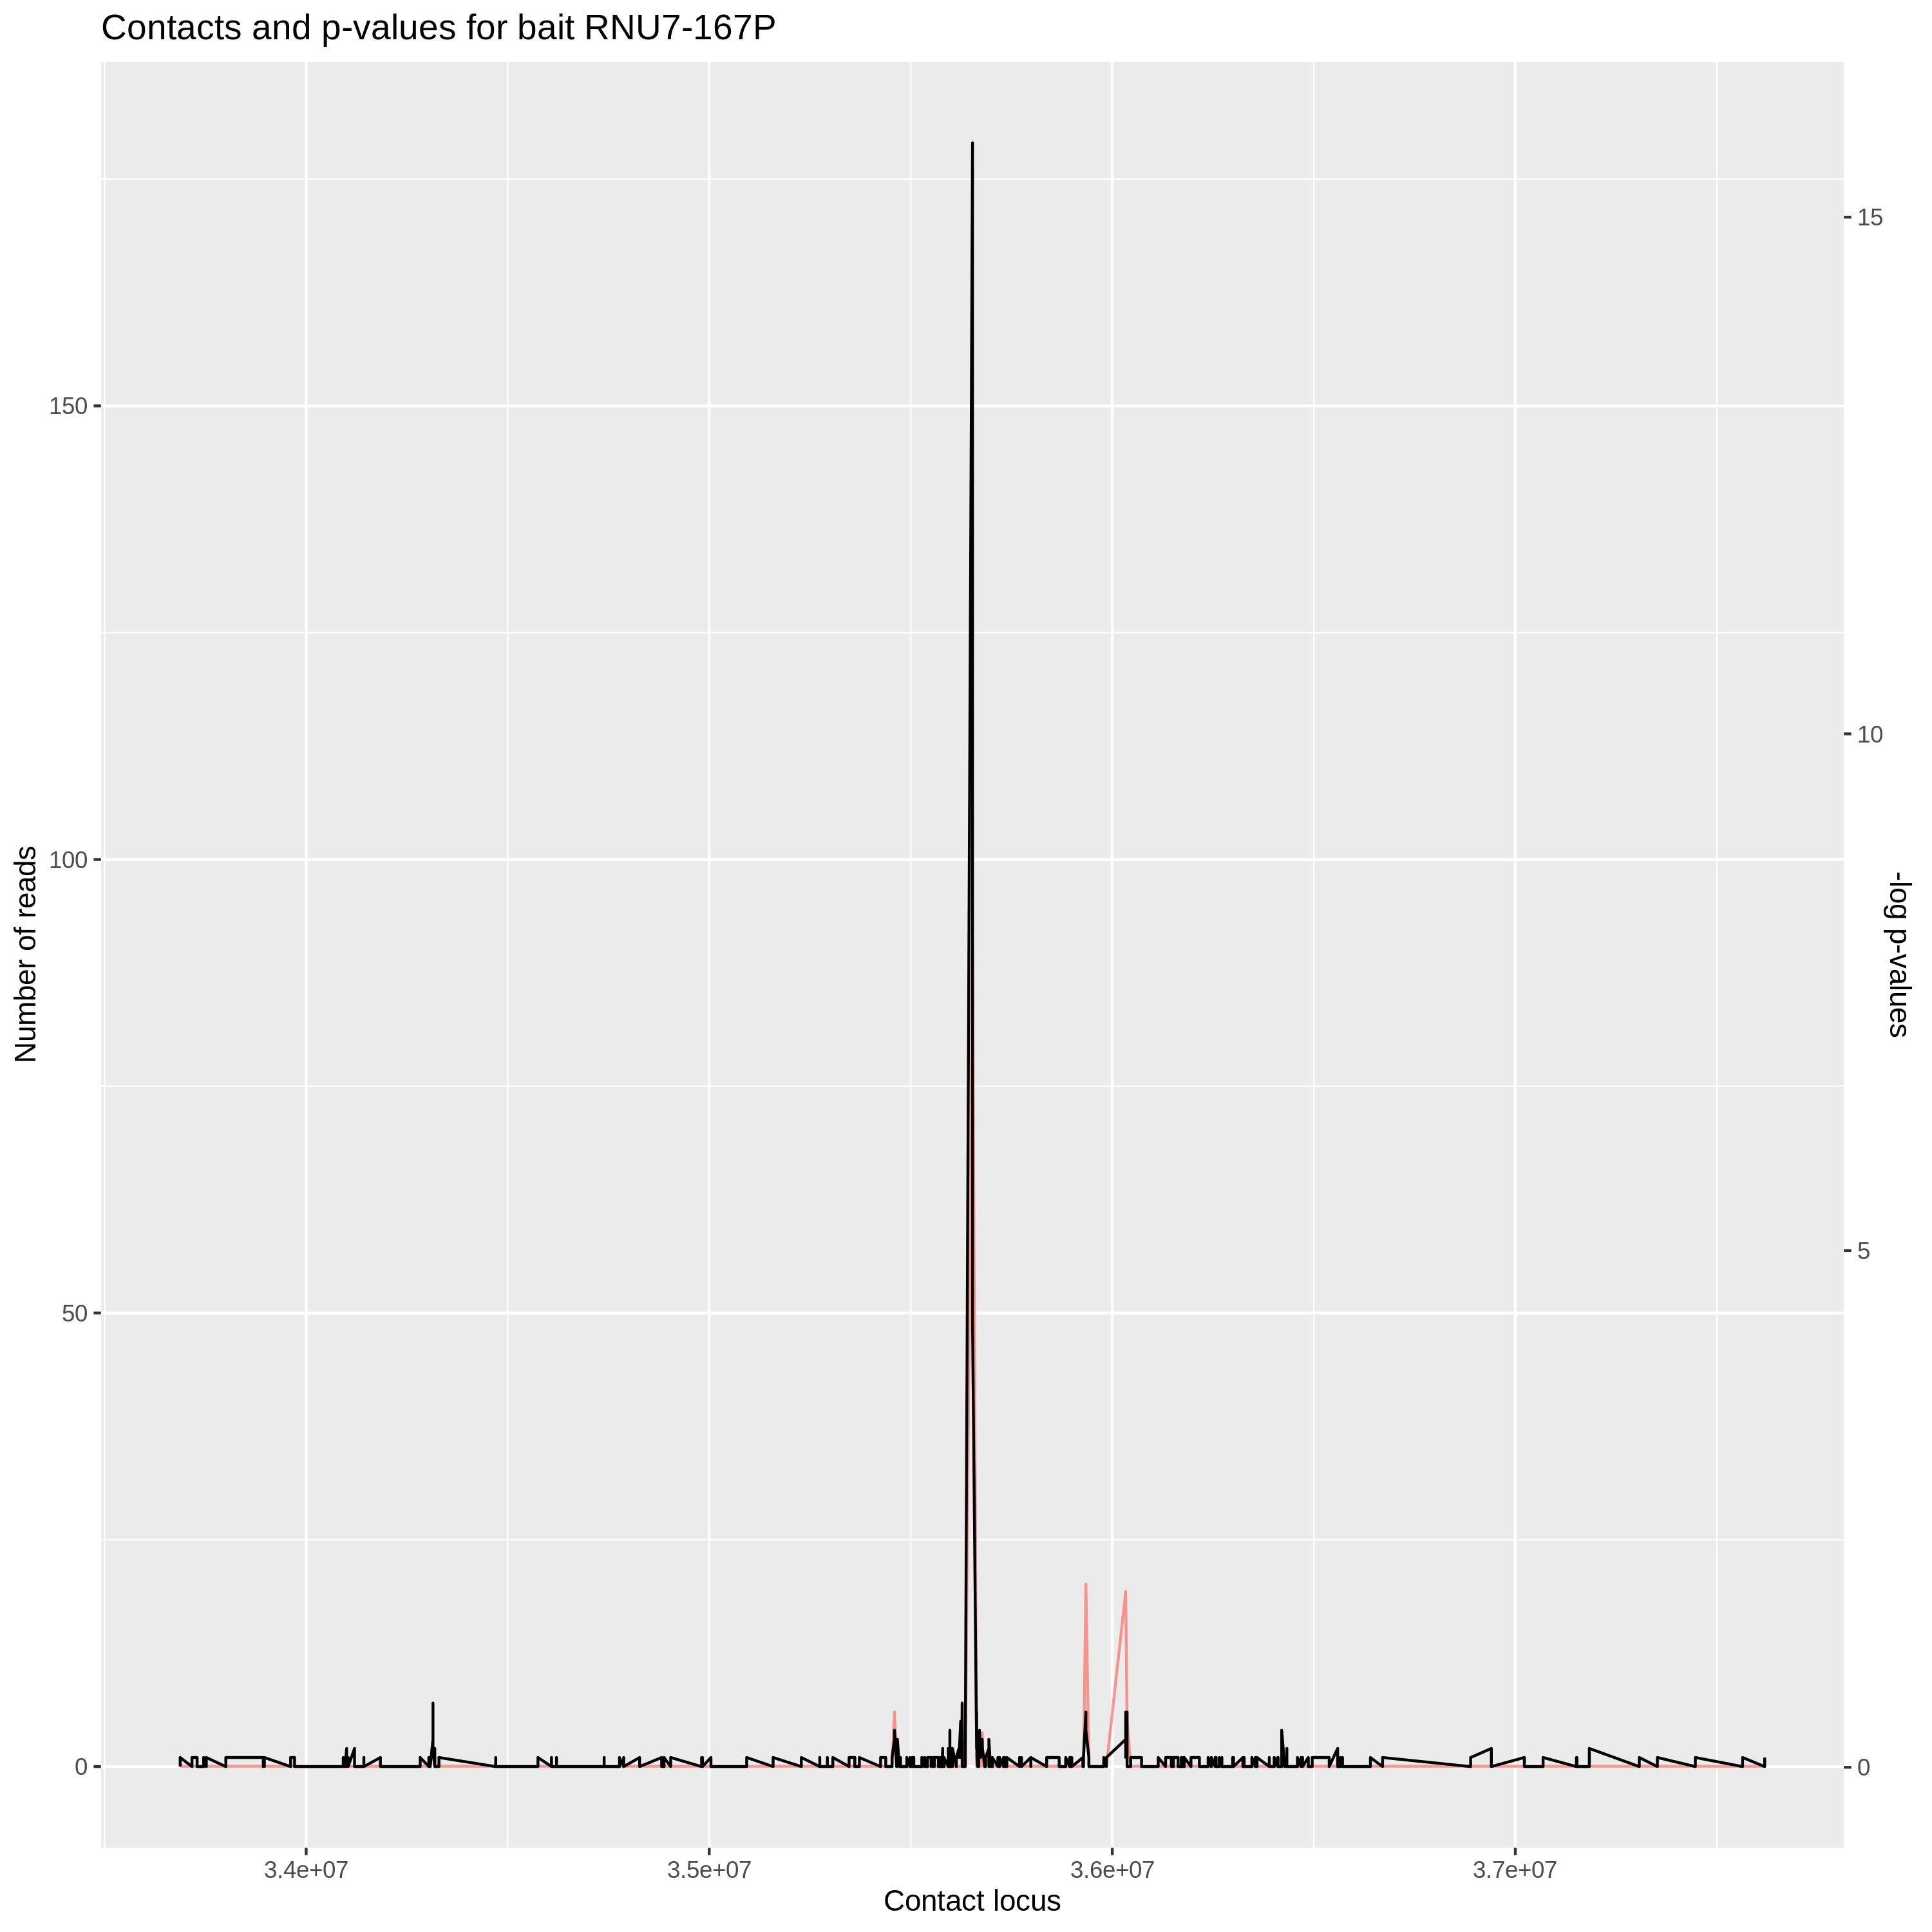 Contacts and p-values for bait RNU7-167P
150
100
50
0
15
10
5
0
Number of reads
-log p-values
3.4e+07
3.5e+07
3.6e+07
3.7e+07
Contact locus